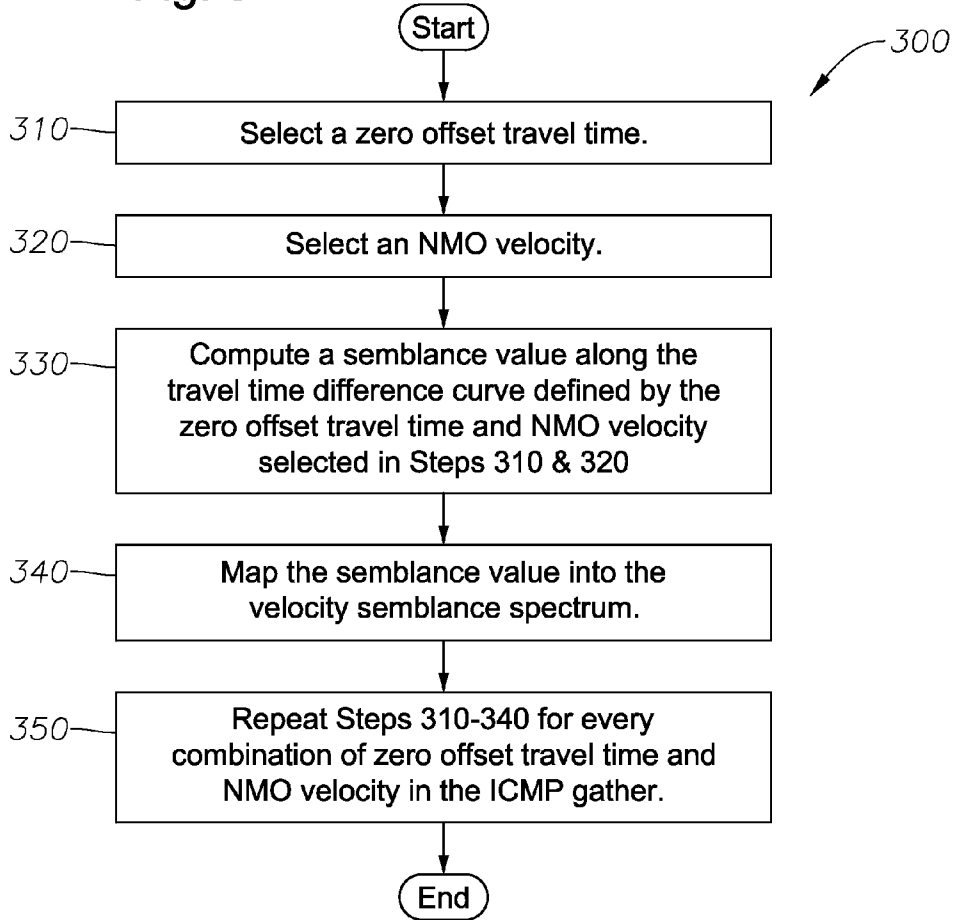 Start
300
310
Select a zero offset travel time.
320
Select an NMO velocity.
330
Compute a semblance value along the
travel time difference curve defined by the
zero offset travel time and NMO velocity
selected in Steps 310 & 320
340
Map the semblance value into the
velocity semblance spectrum.
350
Repeat Steps 310-340 for every
combination of zero offset travel time and
NMO velocity in the ICMP gather.
End